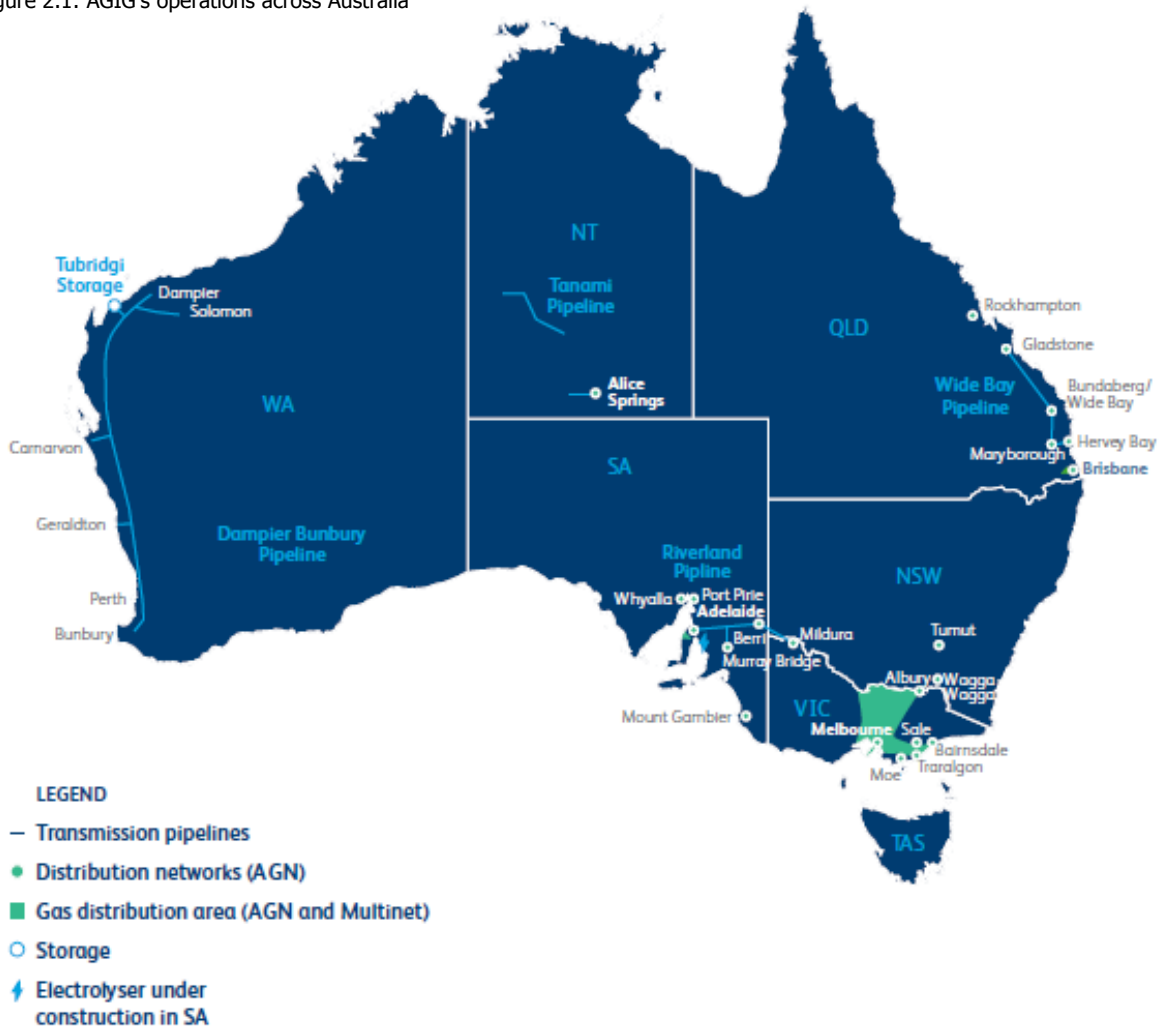 gure 2.1: AGIG's operations across Australia
NT
Tubridgi
Storage
Dampier
Solomon
Tanami
Pipeline
Rockhampton
QLD
Gladstone
Alice
Springs
WA
Wide Bay
Pipeline
Bundaberg/
Wide Bay
Carnarvon
Maryborough
Hervey Bay
SA
Brisbane
Geraldton
Dampier Bunbury
Pipeline
Riverland
Pipline
NSW
Perth
Whyalla
Port Pirie
Adelaide
Bunbury
Berri
Mildura
Tumut
Murray Bridge
Albury
Wagga
Wagga
Mount Gambier
VIC
Melbourne
Sale
Bairnsdale
Moe
Traralgon
LEGEND
Transmission pipelines
Distribution networks (AGN)
TAS
Gas distribution area (AGN and Multinet)
Storage
Electrolyser under
construction in SA